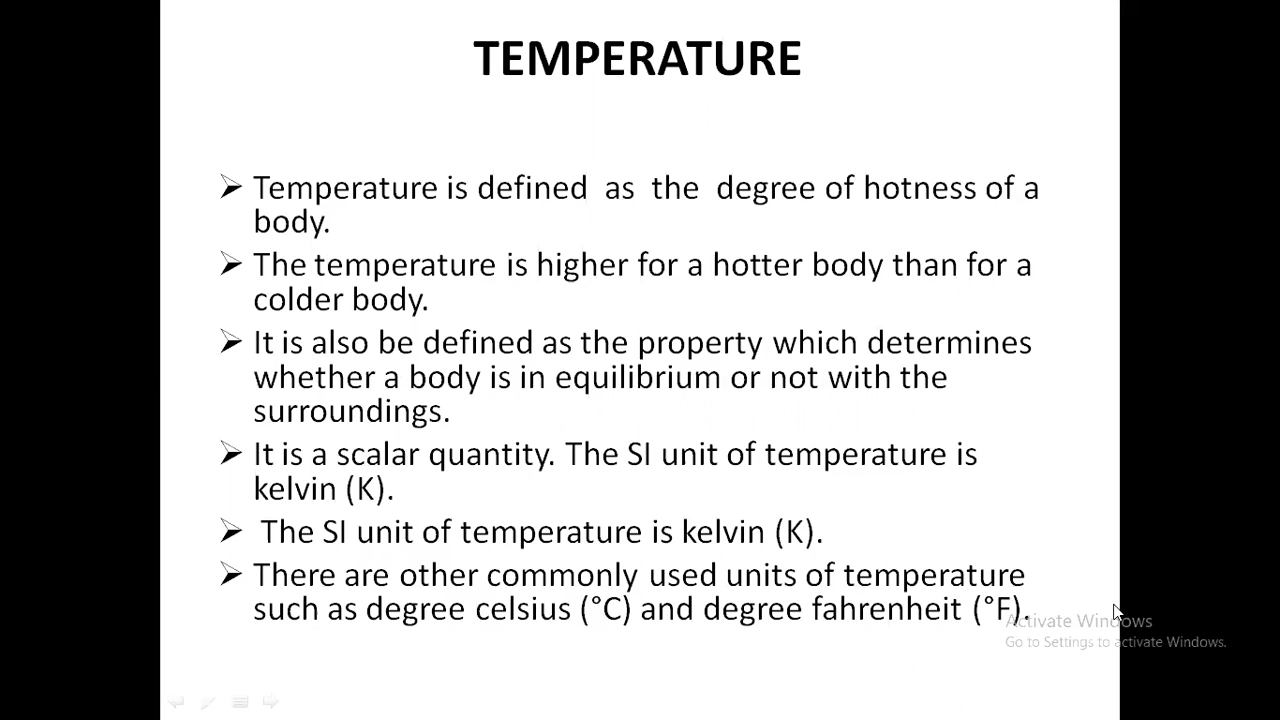 TEMPERATURE
➢ Temperature is defined as the degree of hotness of a
body.
➢ The temperature is higher for a hotter body than for a
colder body.
➢ It is also be defined as the property which determines
whether a body is in equilibrium or not with the
surroundings.
➢ It is a scalar quantity. The SI unit of temperature is
kelvin (K).
➢ The SI unit of temperature is kelvin (K).
➢ There are other commonly used units of temperature
such as degree celsius (°C) and degree fahrenheit (°F).
Activate Windows
Go to Settings to activate Windows.